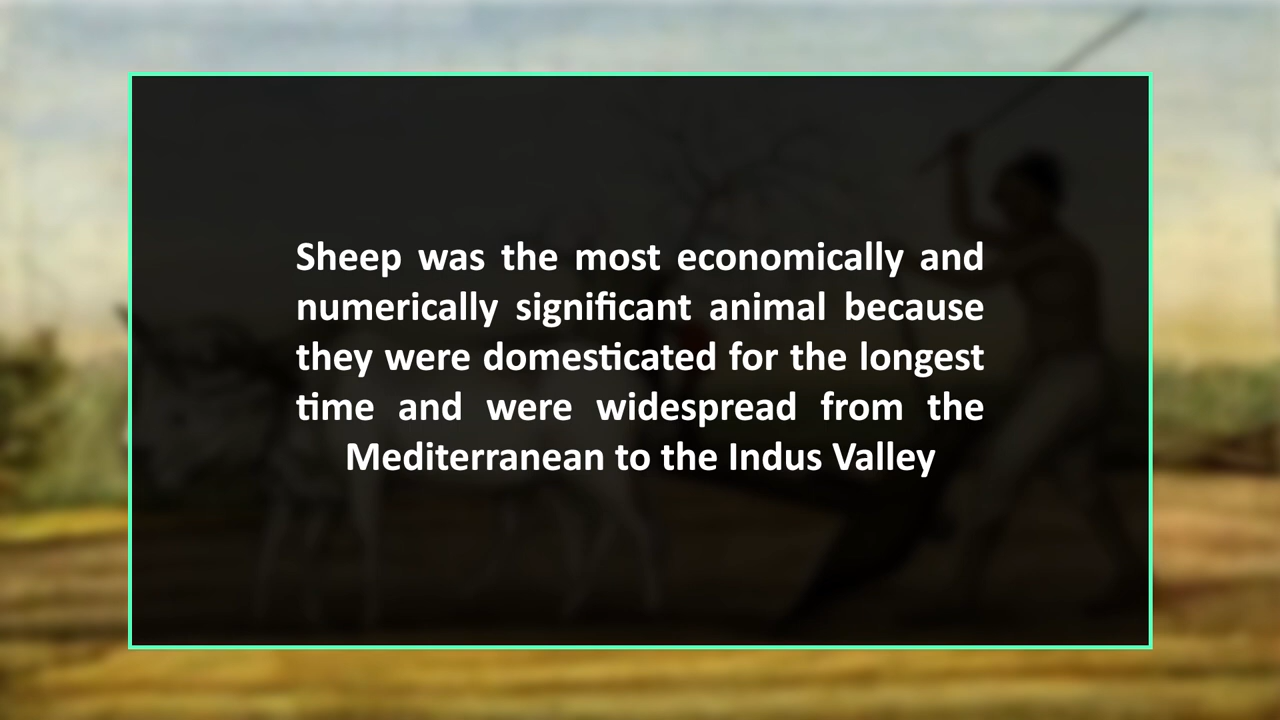 Sheep was the most economically and
numerically significant animal because
they were domesticated for the longest
time and were widespread from the
Mediterranean to the Indus Valley